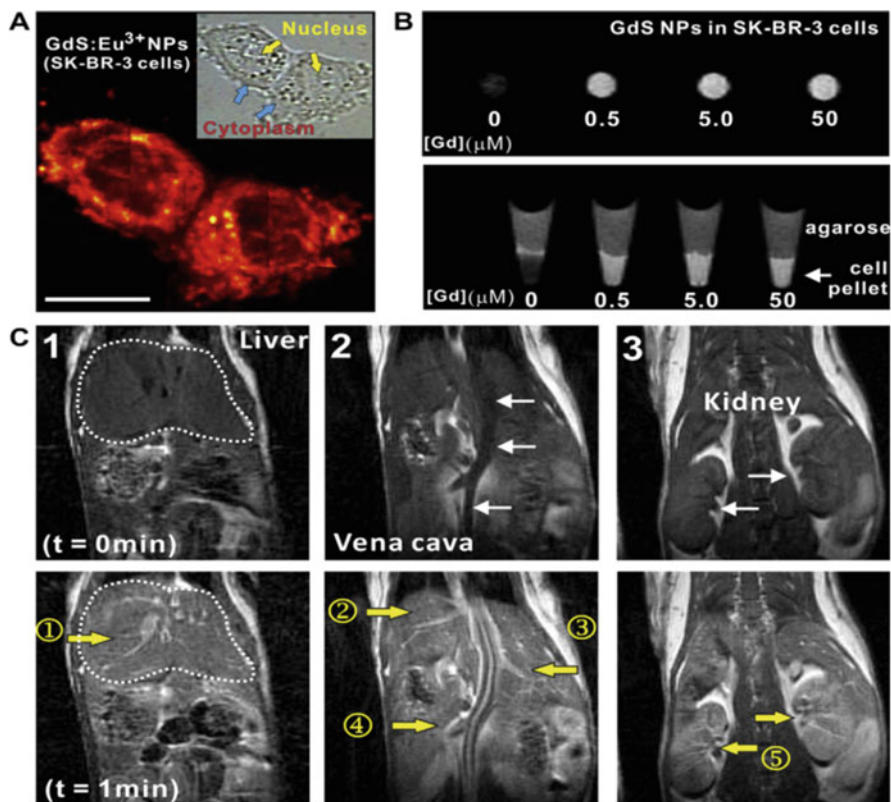 A
GdS:Eu³⁺NPs
(SK-BR-3 cells)
Nucleus
Cytoplasm
B
GdS NPs in SK-BR-3 cells
0 0.5 5.0 50
[Gd](μM)
agarose
cell
pellet
[Gd](μM) 0 0.5 5.0 50
C
1 Liver
(t = 0min)
2
Vena cava
3
Kidney
①
(t = 1min)
②
③
④
⑤